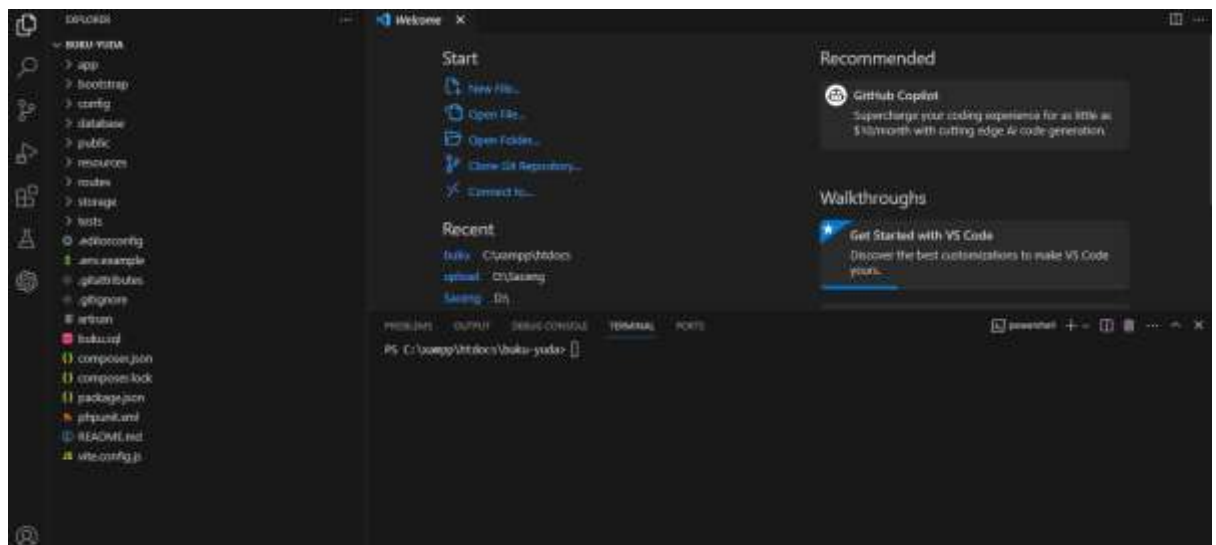 EXPLORER
BUKU-YUDA
app
bootstrap
config
database
public
resources
routes
storage
tests
.editorconfig
.env.example
.gitattributes
.gitignore
artisan
buku.sql
composer.json
composer.lock
package.json
phpunit.xml
README.md
vite.config.js
Welcome
Start
New File...
Open File...
Open Folder...
Clone Git Repository...
Connect to...
Recent
buku C:\xampp\htdocs
upload D:\Sasong
Sasong D:\
Recommended
GitHub Copilot
Supercharge your coding experience for as little as
$10/month with cutting edge AI code generation.
Walkthroughs
Get Started with VS Code
Discover the best customizations to make VS Code
yours.
PROBLEMS OUTPUT DEBUG CONSOLE TERMINAL PORTS
powershell
PS C:\xampp\htdocs\buku-yuda>